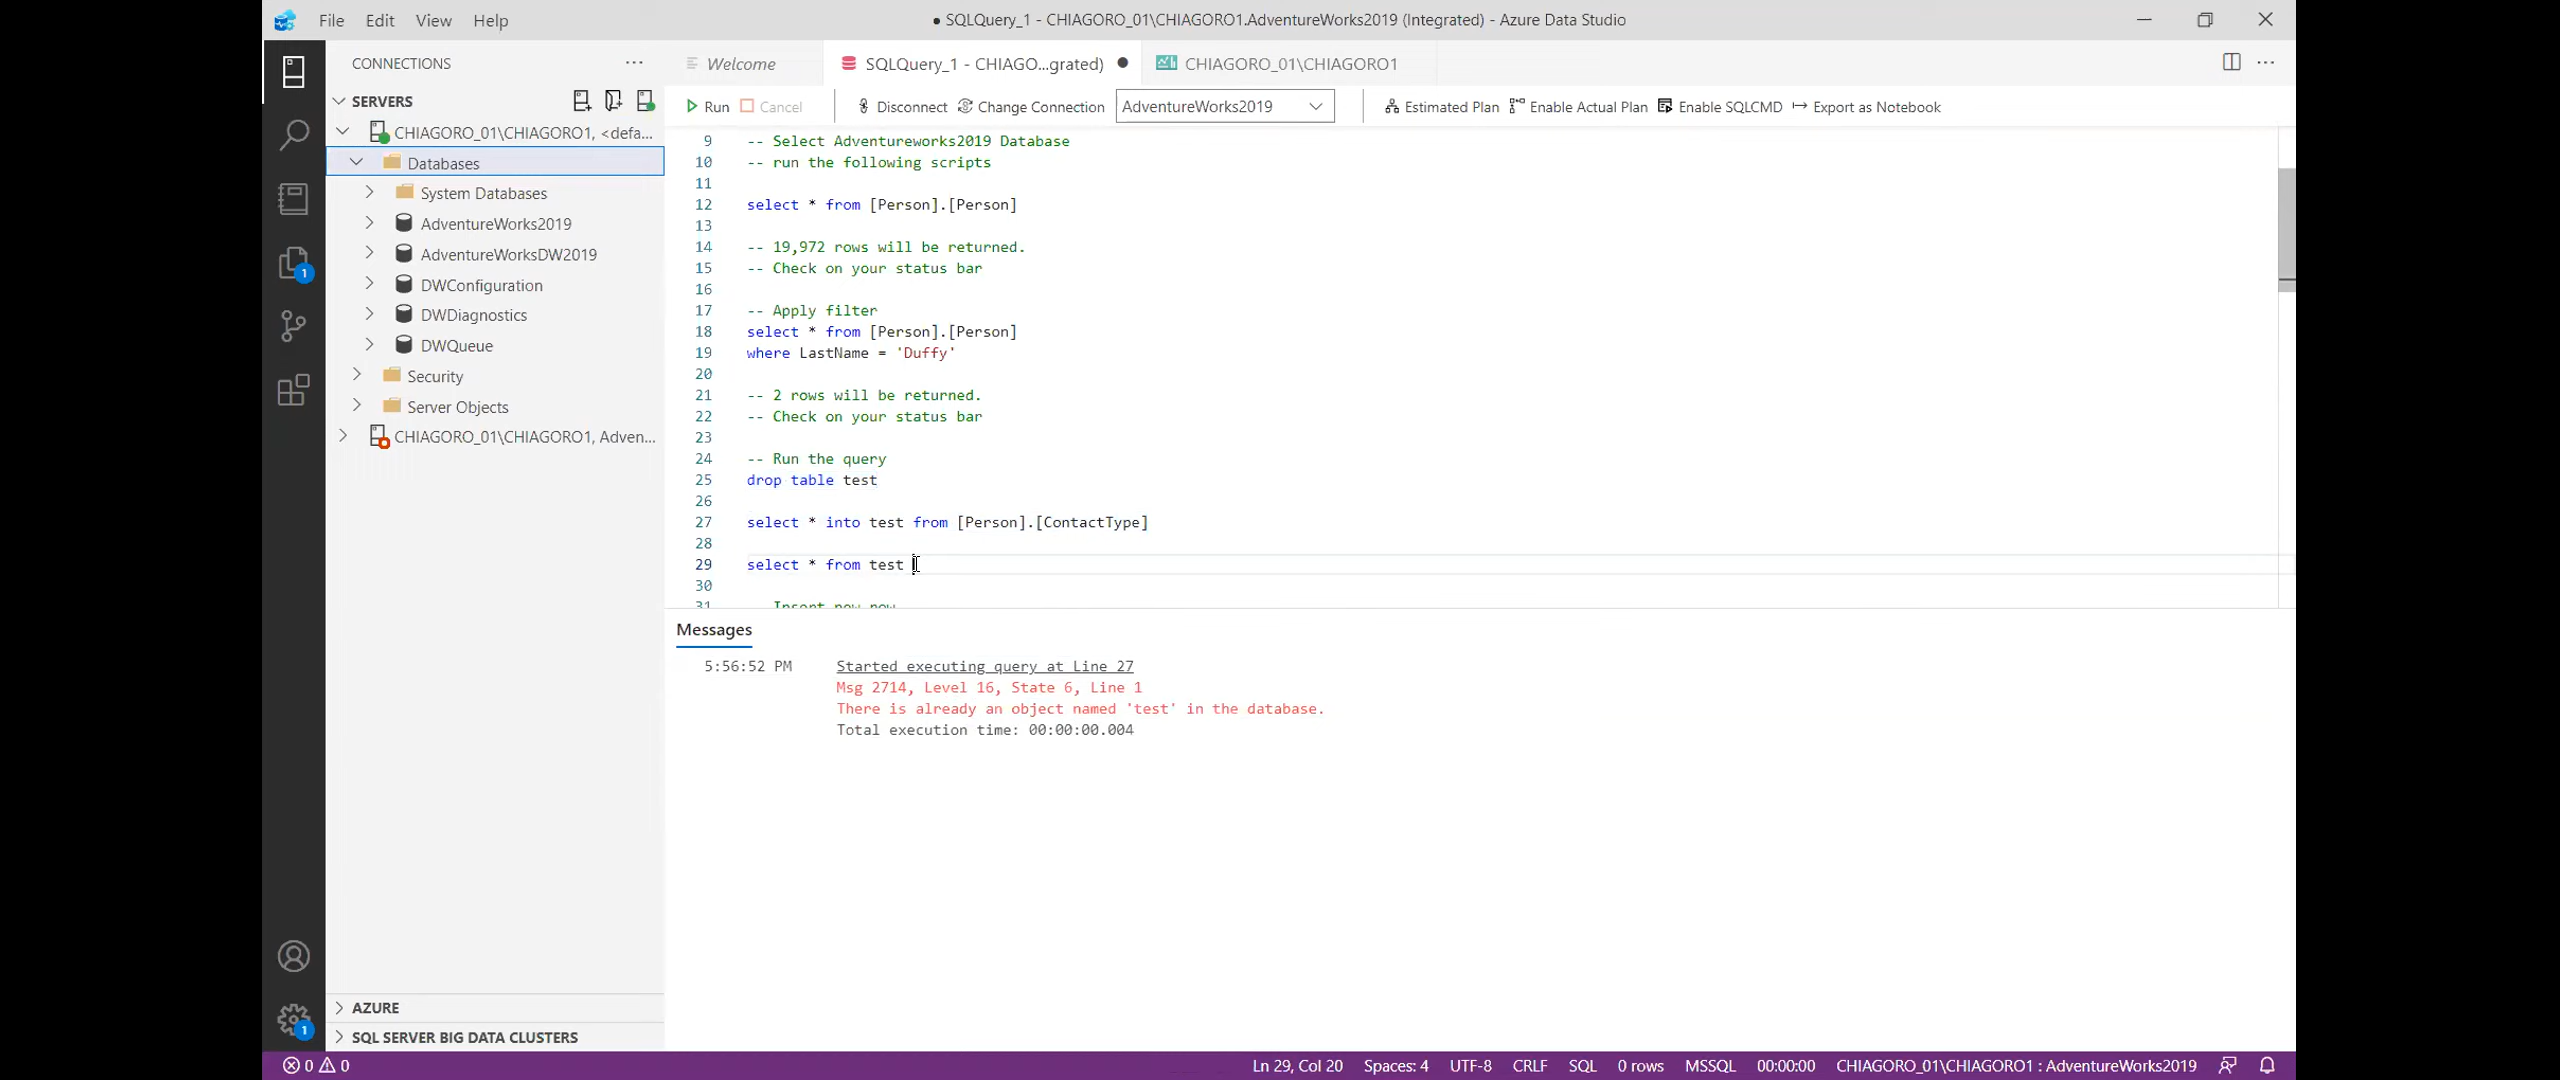 File Edit View Help
● SQLQuery_1 - CHIAGORO_01\CHIAGORO1.AdventureWorks2019 (Integrated) - Azure Data Studio
CONNECTIONS
Welcome
SQLQuery_1 - CHIAGO...grated)
CHIAGORO_01\CHIAGORO1
SERVERS
Run
Cancel
Disconnect
Change Connection
AdventureWorks2019
Estimated Plan
Enable Actual Plan
Enable SQLCMD
Export as Notebook
CHIAGORO_01\CHIAGORO1, <defa...
Databases
System Databases
AdventureWorks2019
AdventureWorksDW2019
DWConfiguration
DWDiagnostics
DWQueue
Security
Server Objects
CHIAGORO_01\CHIAGORO1, Adven...
1
9 -- Select Adventureworks2019 Database
10 -- run the following scripts
11
12 select * from [Person].[Person]
13
14 -- 19,972 rows will be returned.
15 -- Check on your status bar
16
17 -- Apply filter
18 select * from [Person].[Person]
19 where LastName = 'Duffy'
20
21 -- 2 rows will be returned.
22 -- Check on your status bar
23
24 -- Run the query
25 drop table test
26
27 select * into test from [Person].[ContactType]
28
29 select * from test
30
31 Insert new row
Messages
5:56:52 PM Started executing query at Line 27
Msg 2714, Level 16, State 6, Line 1
There is already an object named 'test' in the database.
Total execution time: 00:00:00.004
AZURE
SQL SERVER BIG DATA CLUSTERS
1
0 0
Ln 29, Col 20 Spaces: 4 UTF-8 CRLF SQL 0 rows MSSQL 00:00:00 CHIAGORO_01\CHIAGORO1 : AdventureWorks2019